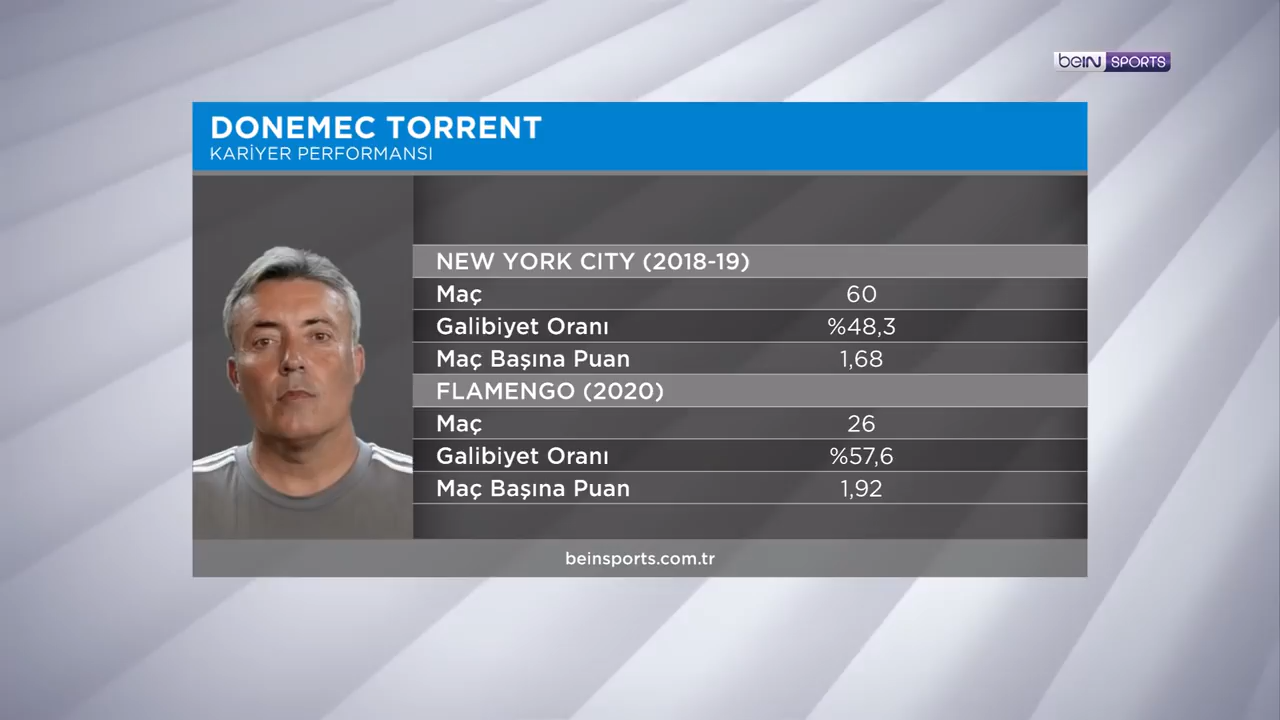 beIN SPORTS
DONEMEC TORRENT
KARİYER PERFORMANSI
NEW YORK CITY (2018-19)
Maç 60
Galibiyet Oranı %48,3
Maç Başına Puan 1,68
FLAMENGO (2020)
Maç 26
Galibiyet Oranı %57,6
Maç Başına Puan 1,92
beinsports.com.tr